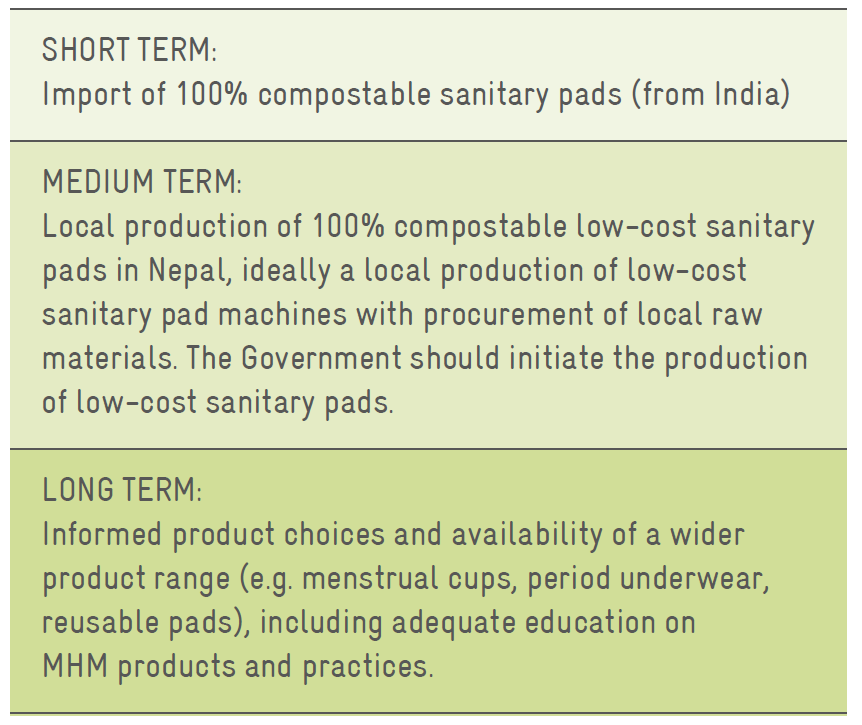 SHORT TERM:
Import of 100% compostable sanitary pads (from India)
MEDIUM TERM:
Local production of 100% compostable low-cost sanitary
pads in Nepal, ideally a local production of low-cost
sanitary pad machines with procurement of local raw
materials. The Government should initiate the production
of low-cost sanitary pads.
LONG TERM:
Informed product choices and availability of a wider
product range (e.g. menstrual cups, period underwear,
reusable pads), including adequate education on
MHM products and practices.